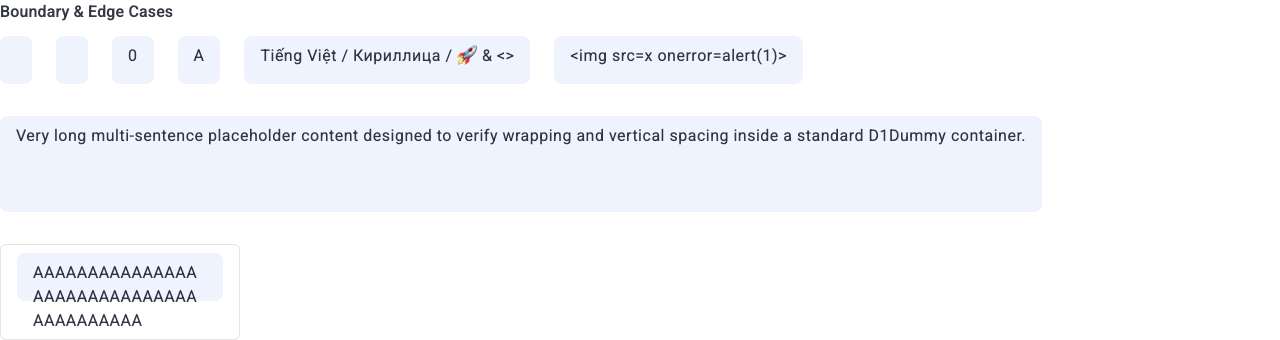 Boundary & Edge Cases
0
A
Tiếng Việt / Кириллица / 🚀 & <>
<img src=x onerror=alert(1)>
Very long multi-sentence placeholder content designed to verify wrapping and vertical spacing inside a standard D1Dummy container.
AAAAAAAAAAAAAAA
AAAAAAAAAAAAAAA
AAAAAAAAAA